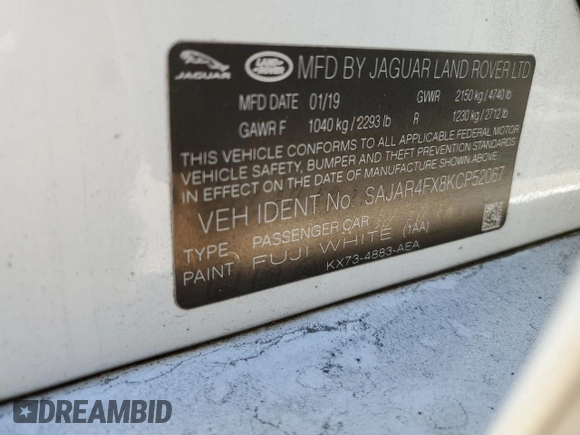 JAGUAR LAND ROVER MFD BY JAGUAR LAND ROVER LTD
MFD DATE 01/19 GVWR 2150 kg / 4740 lb
GAWR F 1040 kg / 2293 lb R 1230 kg / 2712 lb
THIS VEHICLE CONFORMS TO ALL APPLICABLE FEDERAL MOTOR
VEHICLE SAFETY, BUMPER AND THEFT PREVENTION STANDARDS
IN EFFECT ON THE DATE OF MANUFACTURE SHOWN ABOVE.
VEH IDENT No SAJAR4FX8KCP52067
TYPE PASSENGER CAR
PAINT FUJI WHITE (1AA)
KX73-4883-AEA
DREAMBID